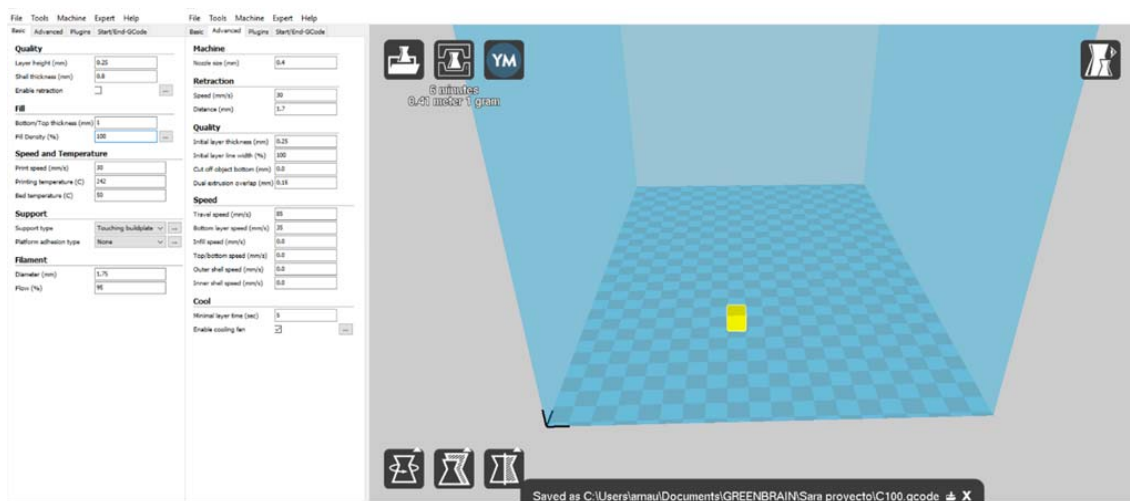 File Tools Machine Expert Help
Basic Advanced Plugins Start/End-GCode
Quality
Layer height (mm) 0.25
Shell thickness (mm) 0.8
Enable retraction ...
Fill
Bottom/Top thickness (mm) 1
Fill Density (%) 100 ...
Speed and Temperature
Print speed (mm/s) 30
Printing temperature (C) 242
Bed temperature (C) 50
Support
Support type Touching buildplate ...
Platform adhesion type None ...
Filament
Diameter (mm) 1.75
Flow (%) 95
File Tools Machine Expert Help
Basic Advanced Plugins Start/End-GCode
Machine
Nozzle size (mm) 0.4
Retraction
Speed (mm/s) 30
Distance (mm) 1.7
Quality
Initial layer thickness (mm) 0.25
Initial layer line width (%) 100
Cut off object bottom (mm) 0.0
Dual extrusion overlap (mm) 0.15
Speed
Travel speed (mm/s) 85
Bottom layer speed (mm/s) 35
Infill speed (mm/s) 0.0
Top/bottom speed (mm/s) 0.0
Outer shell speed (mm/s) 0.0
Inner shell speed (mm/s) 0.0
Cool
Minimal layer time (sec) 5
Enable cooling fan ...
YM
6 minutes
0.41 meter 1 gram
Saved as C:\Users\arnau\Documents\GREENBRAIN\Sara proyecto\C100.gcode X